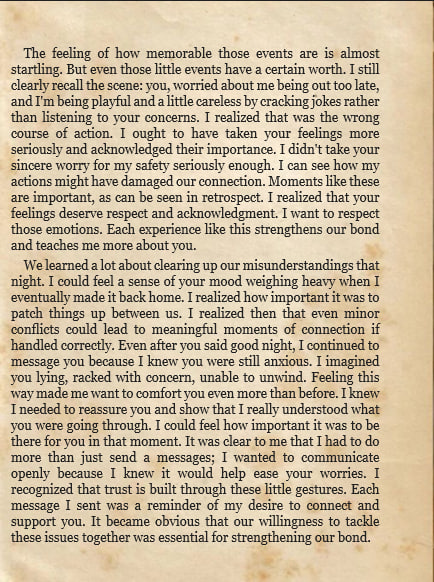 The feeling of how memorable those events are is almost
startling. But even those little events have a certain worth. I still
clearly recall the scene: you, worried about me being out too late,
and I'm being playful and a little careless by cracking jokes rather
than listening to your concerns. I realized that was the wrong
course of action. I ought to have taken your feelings more
seriously and acknowledged their importance. I didn't take your
sincere worry for my safety seriously enough. I can see how my
actions might have damaged our connection. Moments like these
are important, as can be seen in retrospect. I realized that your
feelings deserve respect and acknowledgment. I want to respect
those emotions. Each experience like this strengthens our bond
and teaches me more about you.
We learned a lot about clearing up our misunderstandings that
night. I could feel a sense of your mood weighing heavy when I
eventually made it back home. I realized how important it was to
patch things up between us. I realized then that even minor
conflicts could lead to meaningful moments of connection if
handled correctly. Even after you said good night, I continued to
message you because I knew you were still anxious. I imagined
you lying, racked with concern, unable to unwind. Feeling this
way made me want to comfort you even more than before. I knew
I needed to reassure you and show that I really understood what
you were going through. I could feel how important it was to be
there for you in that moment. It was clear to me that I had to do
more than just send a messages; I wanted to communicate
openly because I knew it would help ease your worries. I
recognized that trust is built through these little gestures. Each
message I sent was a reminder of my desire to connect and
support you. It became obvious that our willingness to tackle
these issues together was essential for strengthening our bond.